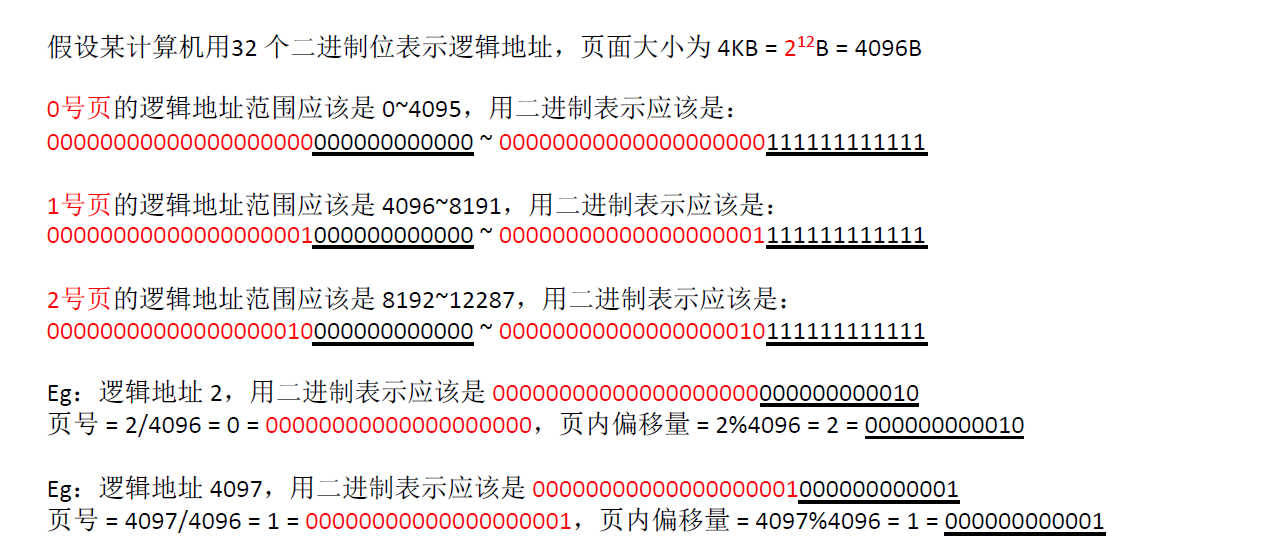 假设某计算机用32 个二进制位表示逻辑地址，页面大小为 4KB = 2¹²B = 4096B
0号页的逻辑地址范围应该是 0~4095，用二进制表示应该是：
00000000000000000000000000000000 ~ 00000000000000000000111111111111
1号页的逻辑地址范围应该是 4096~8191，用二进制表示应该是：
00000000000000000001000000000000 ~ 00000000000000000001111111111111
2号页的逻辑地址范围应该是 8192~12287，用二进制表示应该是：
00000000000000000010000000000000 ~ 00000000000000000010111111111111
Eg：逻辑地址 2，用二进制表示应该是 00000000000000000000000000000010
页号 = 2/4096 = 0 = 00000000000000000000，页内偏移量 = 2%4096 = 2 = 000000000010
Eg：逻辑地址 4097，用二进制表示应该是 00000000000000000001000000000001
页号 = 4097/4096 = 1 = 00000000000000000001，页内偏移量 = 4097%4096 = 1 = 000000000001